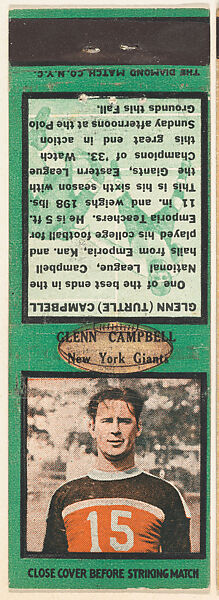 THE DIAMOND MATCH CO. N.Y.C.
GLENN (TURTLE) CAMPBELL
One of the best ends in the
National League. Campbell
hails from Emporia, Kan. and
played his college football for
Emporia Teachers. He is 5 ft.
11 in. and weighs 198 lbs.
This is his sixth season with
the Giants, Eastern League
Champions of '33. Watch
this great end in action
Sunday afternoons at the Polo
Grounds this Fall.
GLENN CAMPBELL
New York Giants
15
CLOSE COVER BEFORE STRIKING MATCH